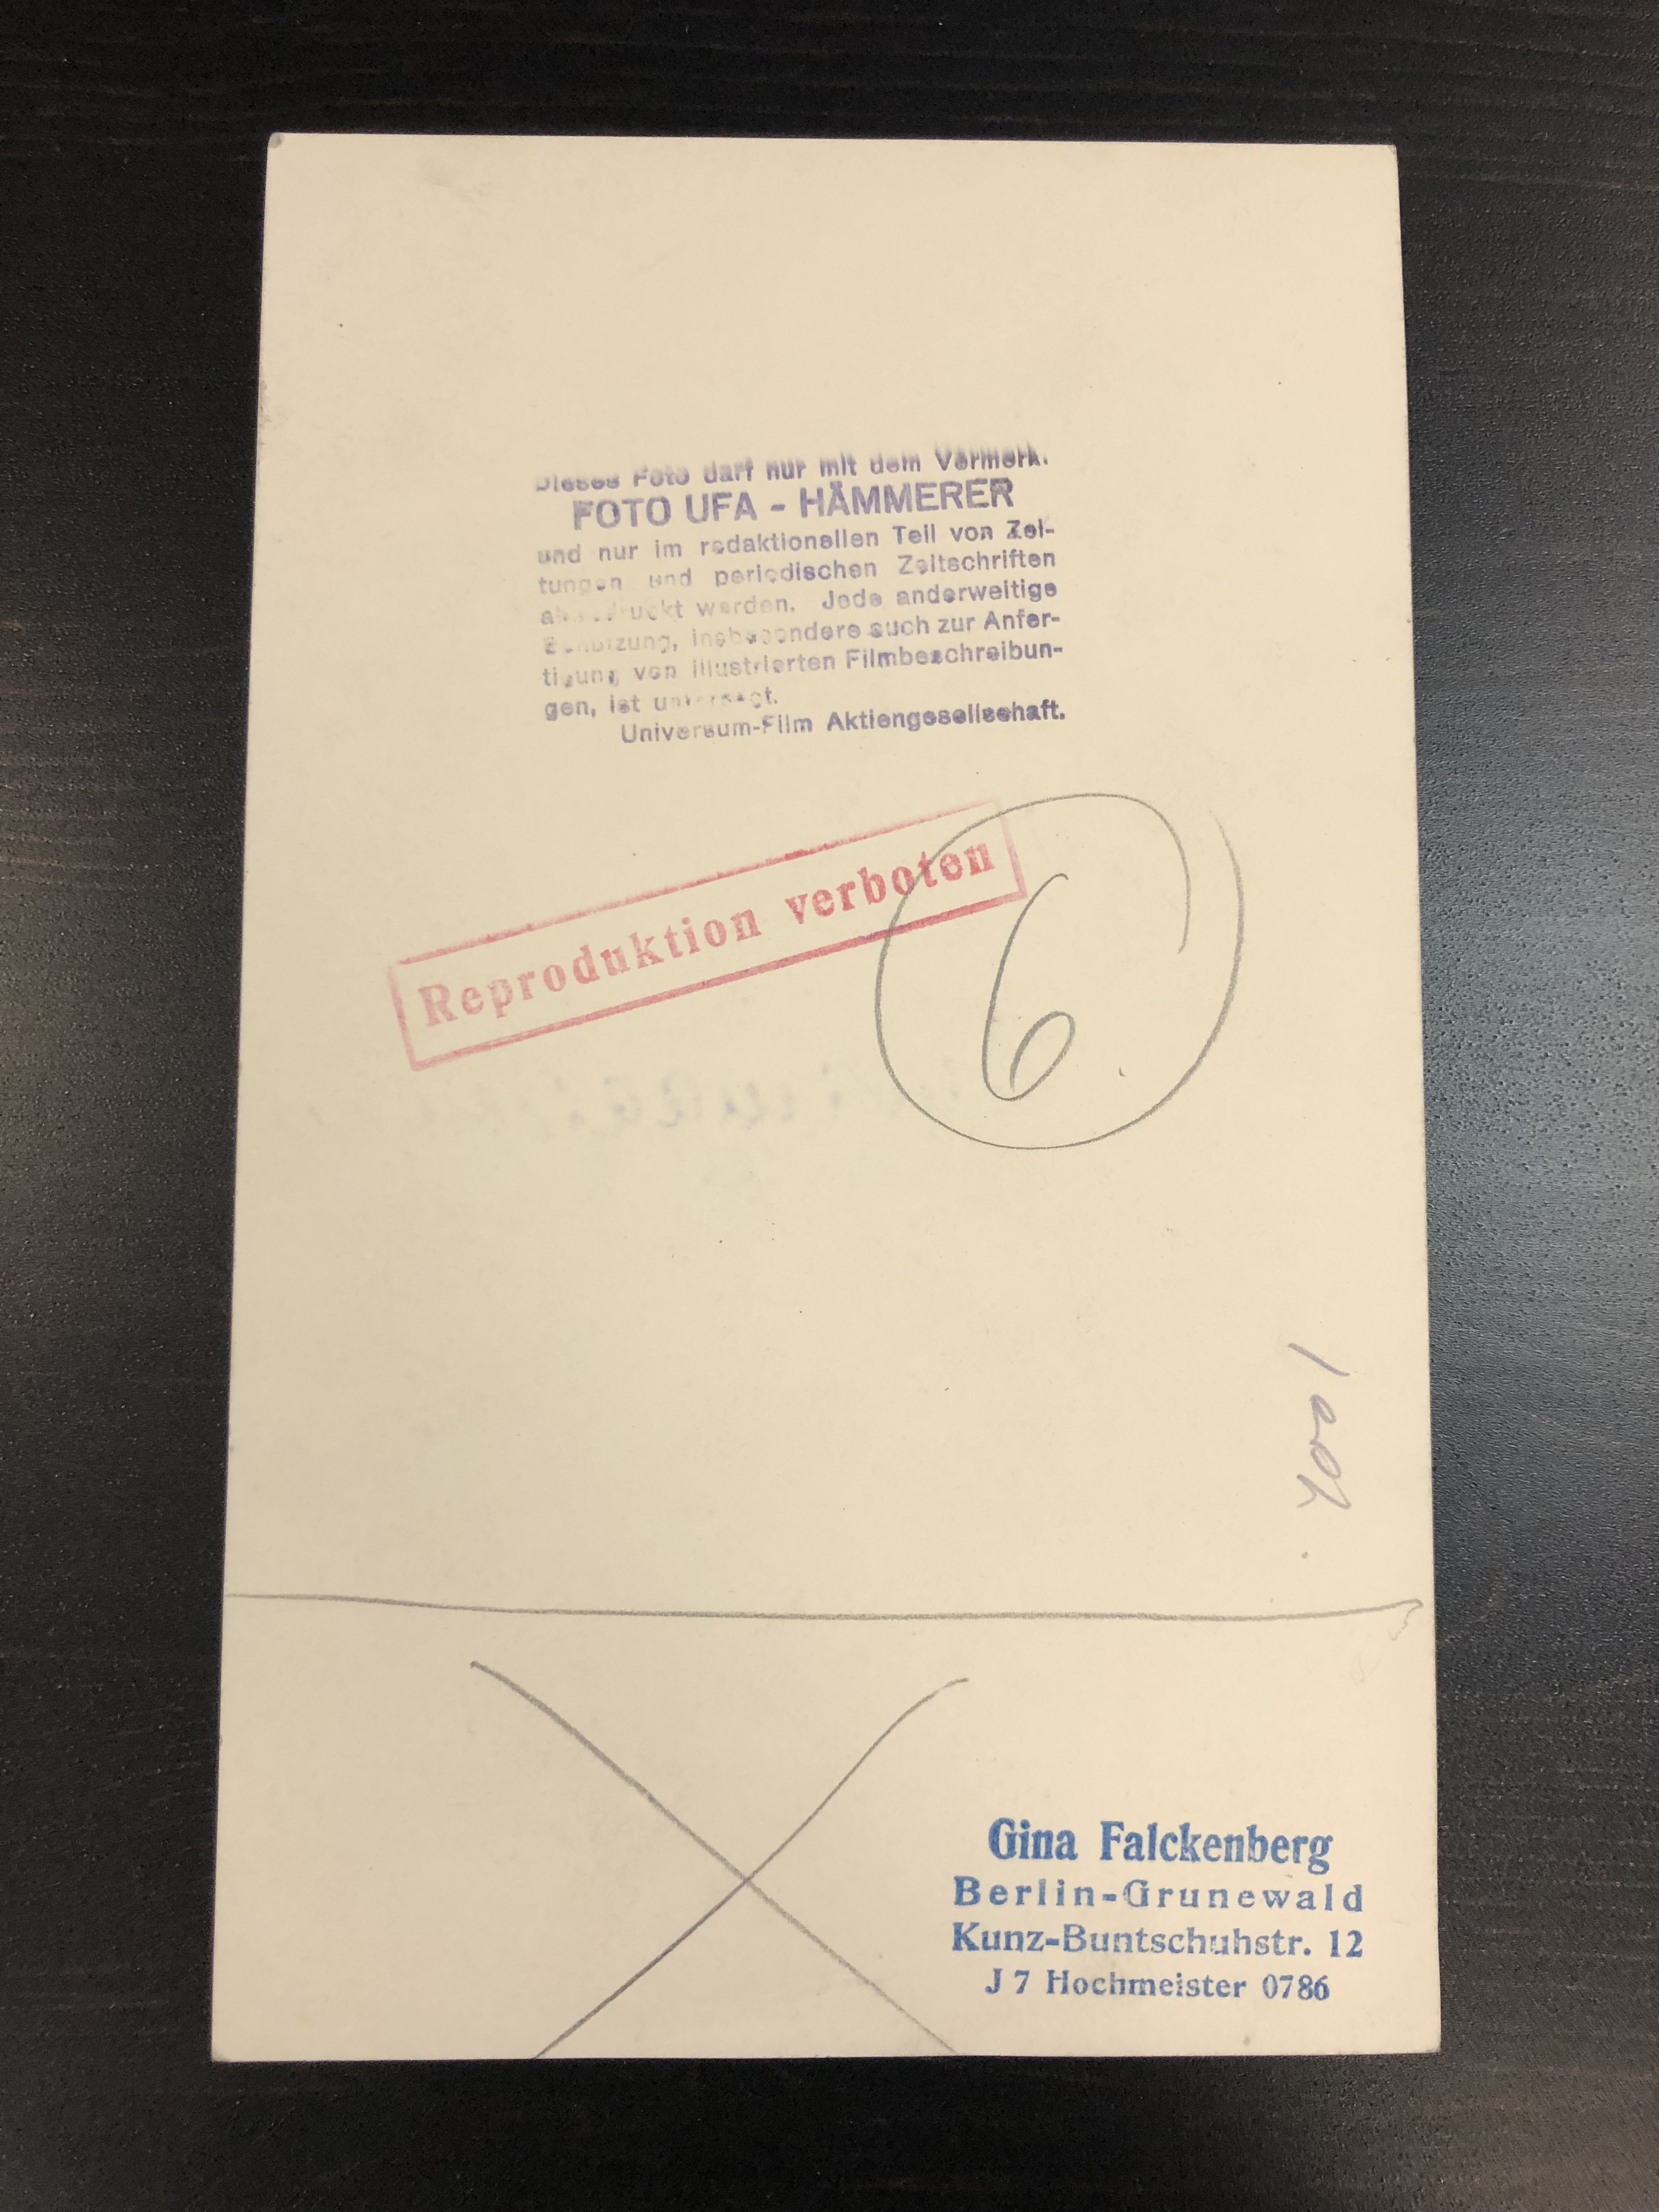 Dieses Foto darf nur mit dem Vermerk.
FOTO UFA - HÄMMERER
und nur im redaktionellen Teil von Zei-
tungen und periodischen Zeitschriften
werden. Jede anderweitige
insbesondere auch zur Anfer-
tigung von illustrierten Filmbeschreibun-
gen, ist untersagt.
Universum-Film Aktiengesellschaft.
Reproduktion verboten
6
Gina Falckenberg
Berlin-Grunewald
Kunz-Buntschuhstr. 12
J 7 Hochmeister 0786